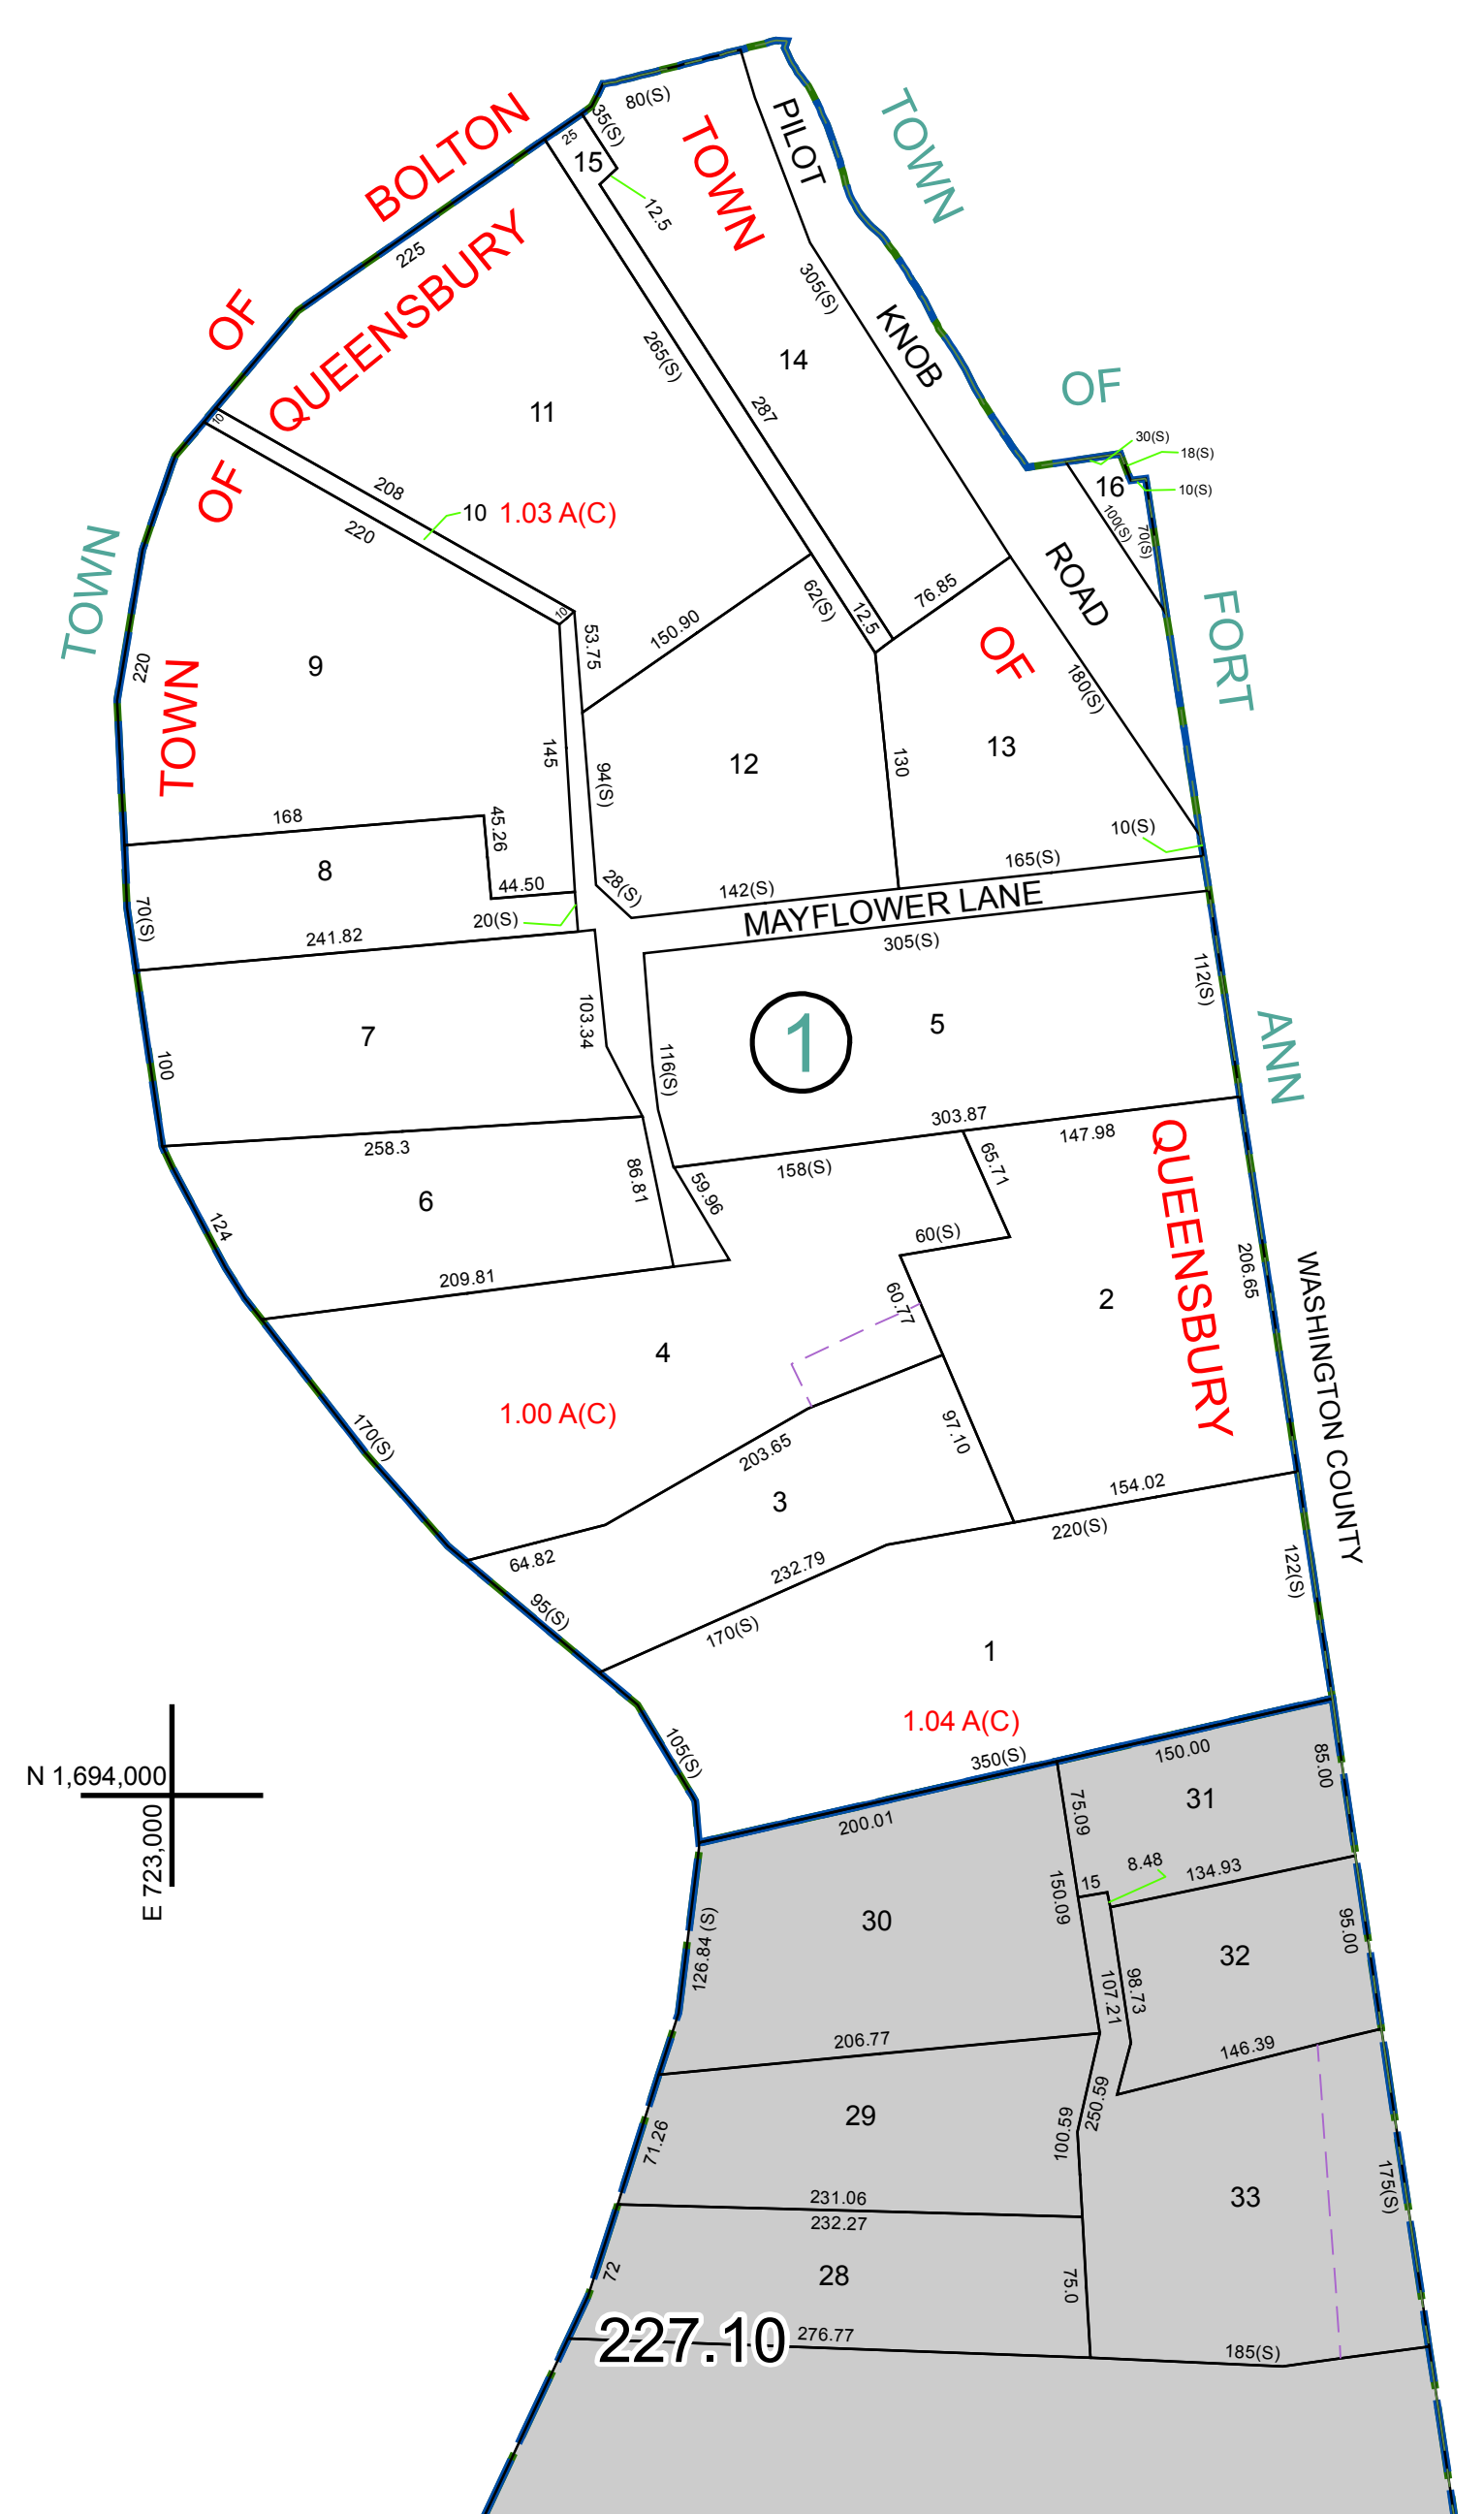 80(S)
35(S)
25
15
12.5
PILOT
TOWN
TOWN
BOLTON
225
QUEENSBURY
OF
305(S)
KNOB
265(S)
14
287
11
OF
30(S)
18(S)
16
10(S)
100(S)
70(S)
10
208
10
1.03 A(C)
220
OF
TOWN
ROAD
62(S)
12.5
76.85
10
53.75
150.90
OF
FORT
9
220
TOWN
180(S)
145
94(S)
12
130
13
168
45.26
10(S)
8
44.50
28(S)
142(S)
165(S)
MAYFLOWER LANE
70(S)
20(S)
241.82
305(S)
112(S)
103.34
7
1
5
ANN
100
116(S)
303.87
147.98
258.3
158(S)
65.71
QUEENSBURY
86.81
59.96
6
124
60(S)
206.65
209.81
60.77
2
WASHINGTON COUNTY
4
1.00 A(C)
170(S)
203.65
97.10
3
154.02
220(S)
64.82
232.79
122(S)
95(S)
170(S)
1
1.04 A(C)
105(S)
350(S)
150.00
85.00
N 1,694,000
E 723,000
200.01
75.09
31
8.48
134.93
15
150.09
30
126.84 (S)
95.00
32
107.21
98.73
206.77
146.39
29
250.59
100.59
71.26
175(S)
231.06
33
232.27
72
28
75.0
227.10
276.77
185(S)